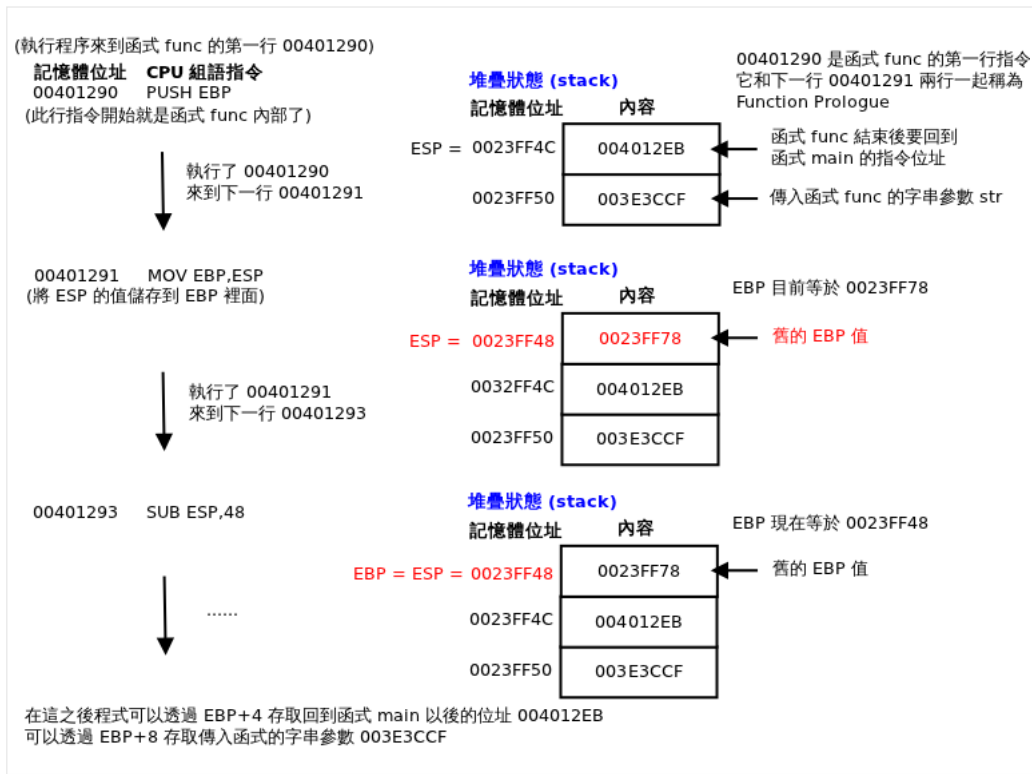 (執行程序來到函式 func 的第一行 00401290)
記憶體位址 CPU 組語指令
00401290 PUSH EBP
(此行指令開始就是函式 func 內部了)
執行了 00401290
來到下一行 00401291
堆疊狀態 (stack)
記憶體位址 內容
ESP = 0023FF4C 004012EB
0023FF50 003E3CCF
00401290 是函式 func 的第一行指令
它和下一行 00401291 兩行一起稱為
Function Prologue
函式 func 結束後要回到
函式 main 的指令位址
傳入函式 func 的字串參數 str
00401291 MOV EBP,ESP
(將 ESP 的值儲存到 EBP 裡面)
執行了 00401291
來到下一行 00401293
堆疊狀態 (stack)
記憶體位址 內容
ESP = 0023FF48 0023FF78
0032FF4C 004012EB
0023FF50 003E3CCF
EBP 目前等於 0023FF78
舊的 EBP 值
00401293 SUB ESP,48
......
堆疊狀態 (stack)
記憶體位址 內容
EBP = ESP = 0023FF48 0023FF78
0023FF4C 004012EB
0023FF50 003E3CCF
EBP 現在等於 0023FF48
舊的 EBP 值
在這之後程式可以透過 EBP+4 存取回到函式 main 以後的位址 004012EB
可以透過 EBP+8 存取傳入函式的字串參數 003E3CCF